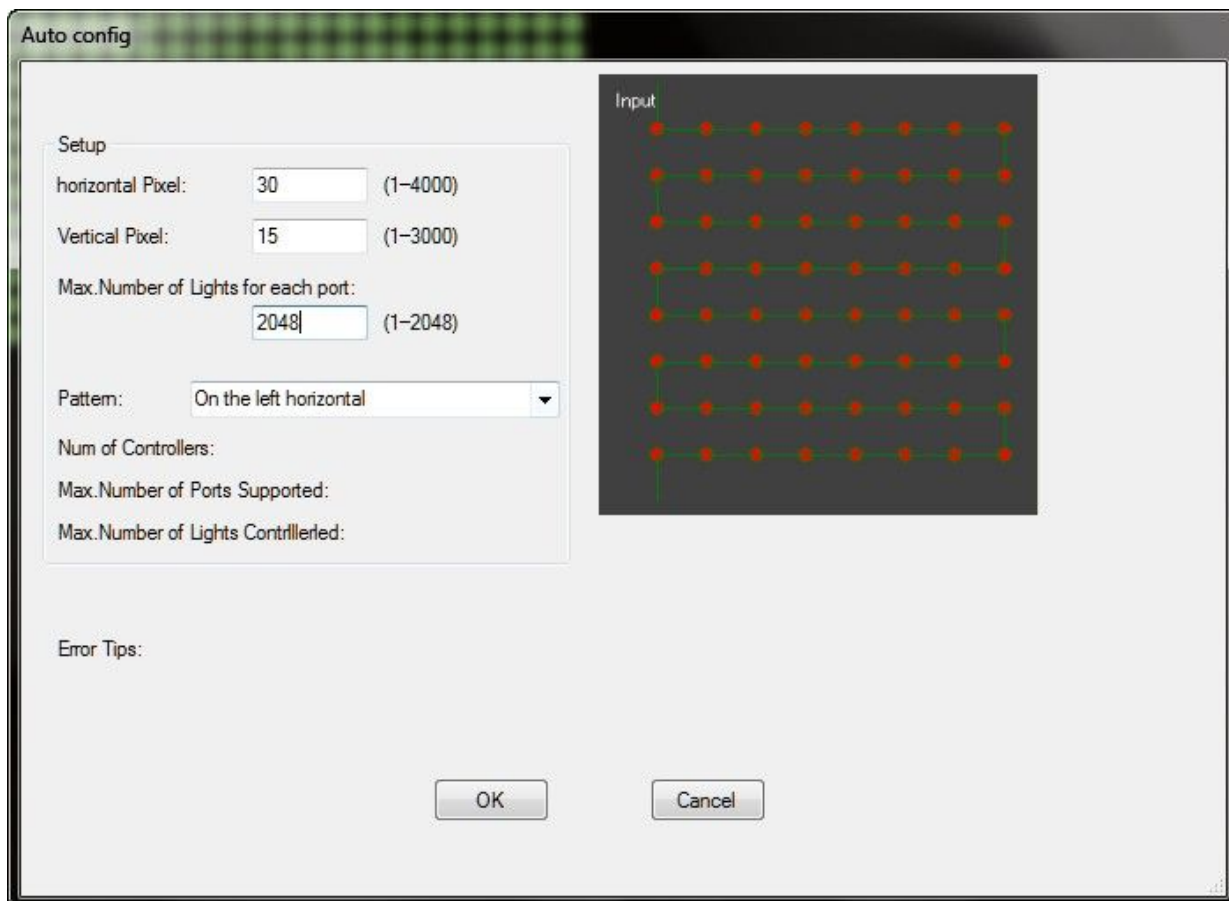 Auto config
Input
Setup
horizontal Pixel: 30 (1-4000)
Vertical Pixel: 15 (1-3000)
Max.Number of Lights for each port:
2048 (1-2048)
Pattern: On the left horizontal
Num of Controllers:
Max.Number of Ports Supported:
Max.Number of Lights Contrlllerled:
Error Tips:
OK Cancel